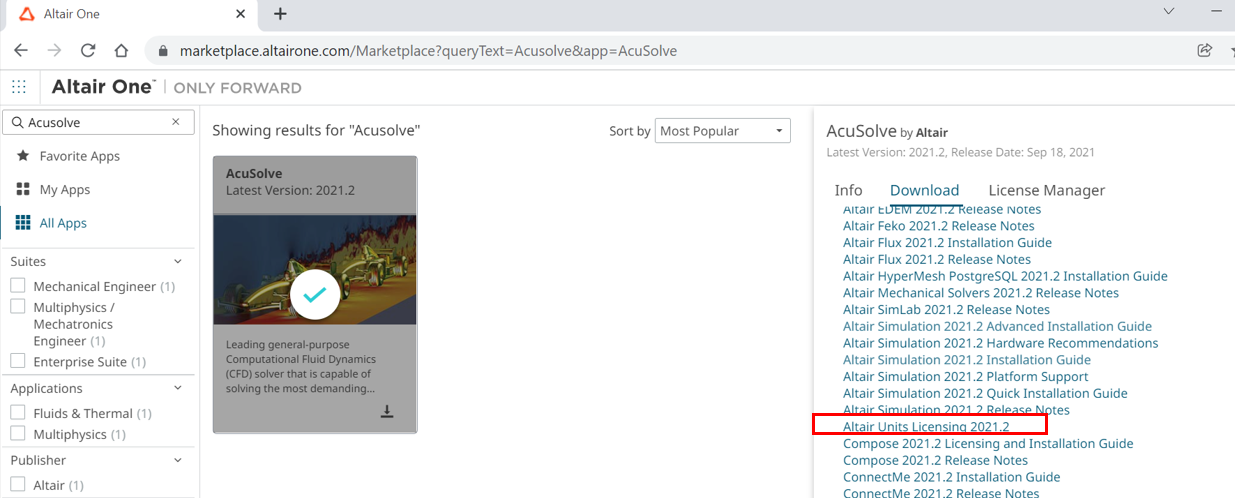 Altair One
marketplace.altairone.com/Marketplace?queryText=Acusolve&app=AcuSolve
Altair One™ | ONLY FORWARD
Acusolve
Favorite Apps
My Apps
All Apps
Suites
Mechanical Engineer (1)
Multiphysics /
Mechatronics
Engineer (1)
Enterprise Suite (1)
Applications
Fluids & Thermal (1)
Multiphysics (1)
Publisher
Altair (1)
Showing results for "Acusolve"
Sort by Most Popular
AcuSolve
Latest Version: 2021.2
Leading general-purpose
Computational Fluid Dynamics
(CFD) solver that is capable of
solving the most demanding...
AcuSolve by Altair
Latest Version: 2021.2, Release Date: Sep 18, 2021
Info Download License Manager
Altair EDEM 2021.2 Release Notes
Altair Feko 2021.2 Release Notes
Altair Flux 2021.2 Installation Guide
Altair Flux 2021.2 Release Notes
Altair HyperMesh PostgreSQL 2021.2 Installation Guide
Altair Mechanical Solvers 2021.2 Release Notes
Altair SimLab 2021.2 Release Notes
Altair Simulation 2021.2 Advanced Installation Guide
Altair Simulation 2021.2 Hardware Recommendations
Altair Simulation 2021.2 Installation Guide
Altair Simulation 2021.2 Platform Support
Altair Simulation 2021.2 Quick Installation Guide
Altair Simulation 2021.2 Release Notes
Altair Units Licensing 2021.2
Compose 2021.2 Licensing and Installation Guide
Compose 2021.2 Release Notes
ConnectMe 2021.2 Installation Guide
ConnectMe 2021.2 Release Notes